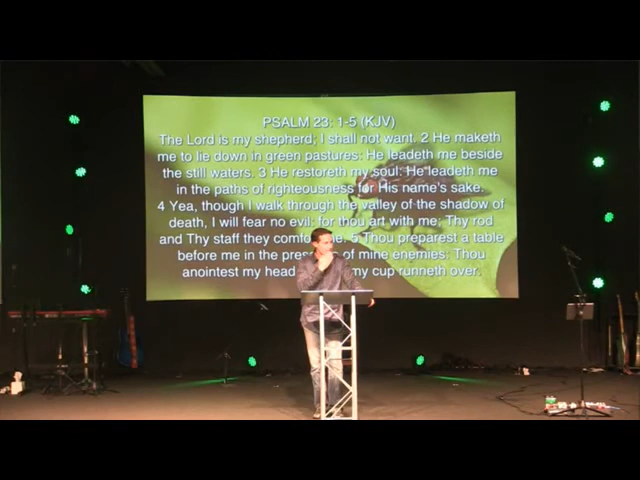 PSALM 23: 1-5 (KJV)
The Lord is my shepherd; I shall not want. 2 He maketh
me to lie down in green pastures: He leadeth me beside
the still waters. 3 He restoreth my soul: He leadeth me
in the paths of righteousness for His name's sake.
4 Yea, though I walk through the valley of the shadow of
death, I will fear no evil: for thou art with me; Thy rod
and Thy staff they comfo me. 5 Thou preparest a table
before me in the pres of mine enemies: Thou
anointest my head my cup runneth over.